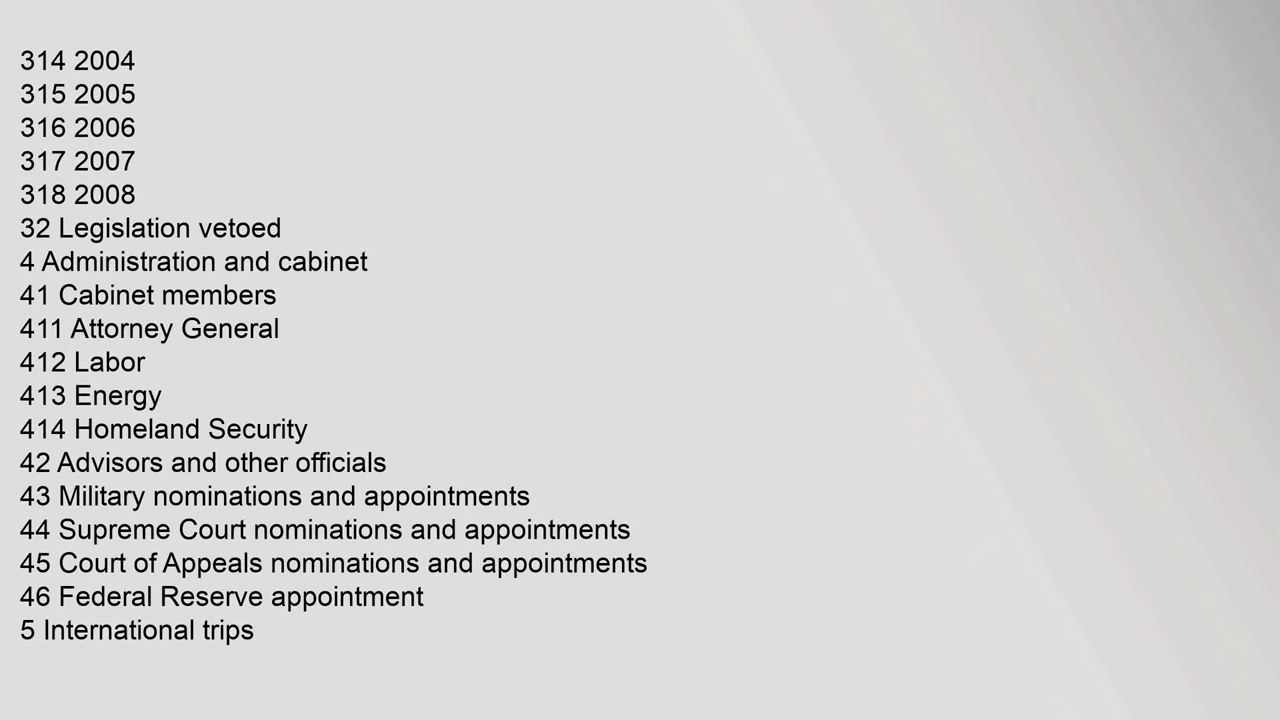 314 2004
315 2005
316 2006
317 2007
318 2008
32 Legislation vetoed
4 Administration and cabinet
41 Cabinet members
411 Attorney General
412 Labor
413 Energy
414 Homeland Security
42 Advisors and other officials
43 Military nominations and appointments
44 Supreme Court nominations and appointments
45 Court of Appeals nominations and appointments
46 Federal Reserve appointment
5 International trips